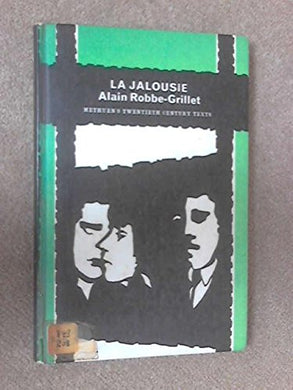 LA JALOUSIE
Alain Robbe-Grillet
METHUEN'S TWENTIETH CENTURY TEXTS